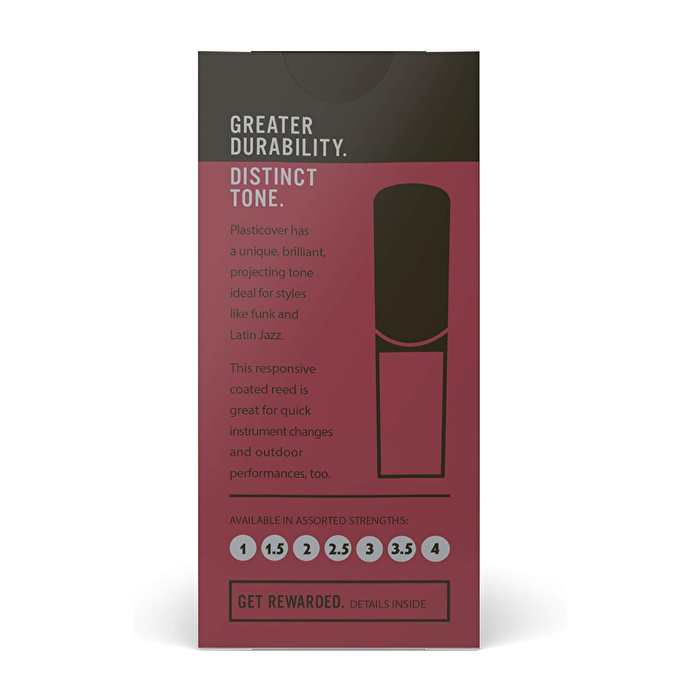 GREATER
DURABILITY.
DISTINCT
TONE.
Plasticover has
a unique, brilliant,
projecting tone
ideal for styles
like funk and
Latin Jazz.
This responsive
coated reed is
great for quick
instrument changes
and outdoor
performances, too.
AVAILABLE IN ASSORTED STRENGTHS:
1 1.5 2 2.5 3 3.5 4
GET REWARDED. DETAILS INSIDE